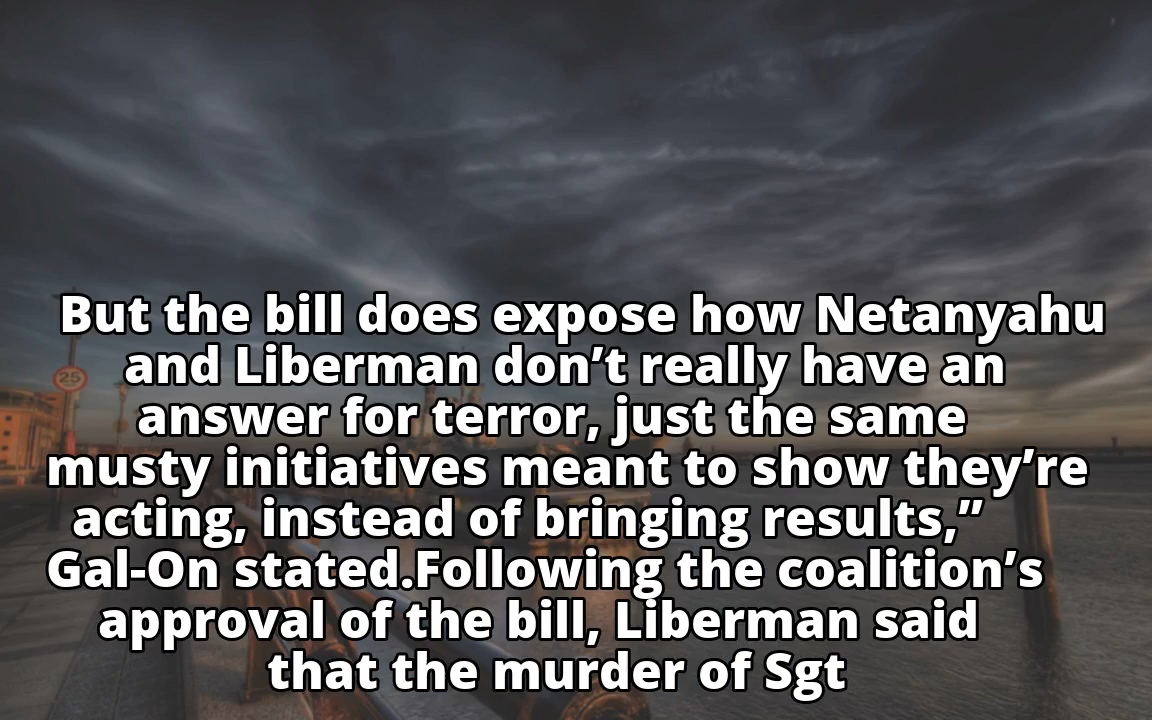 But the bill does expose how Netanyahu
and Liberman don’t really have an
answer for terror, just the same
musty initiatives meant to show they’re
acting, instead of bringing results,”
Gal-On stated.Following the coalition’s
approval of the bill, Liberman said
that the murder of Sgt
25